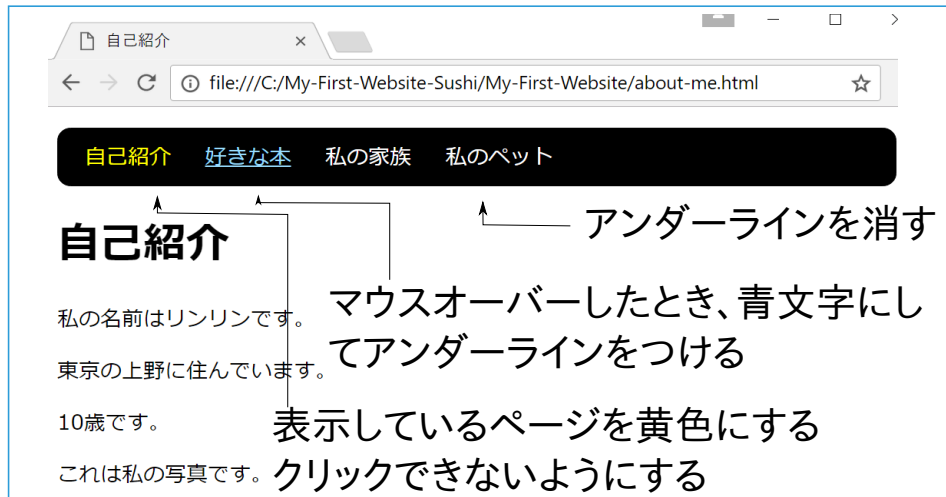 自己紹介
file:///C:/My-First-Website-Sushi/My-First-Website/about-me.html
自己紹介 好きな本 私の家族 私のペット
アンダーラインを消す
自己紹介
マウスオーバーしたとき、青文字にし
てアンダーラインをつける
私の名前はリンリンです。
東京の上野に住んでいます。
10歳です。
表示しているページを黄色にする
クリックできないようにする
これは私の写真です。